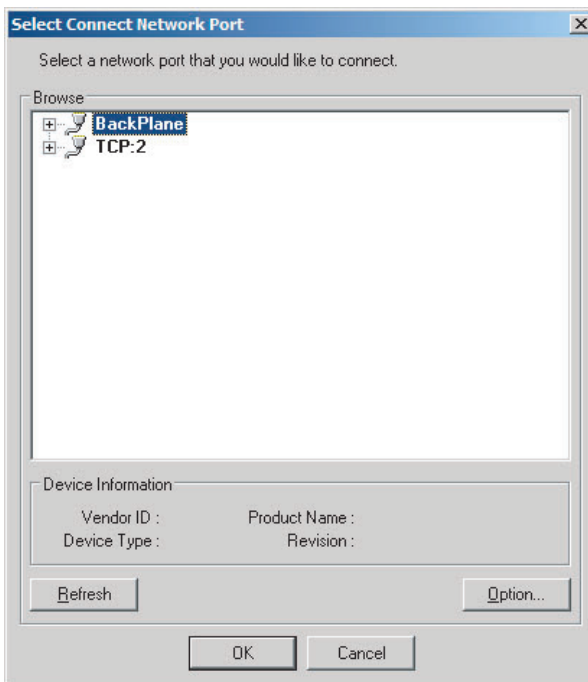 Select Connect Network Port
Select a network port that you would like to connect.
Browse
BackPlane
TCP:2
Device Information
Vendor ID : Product Name :
Device Type : Revision :
Refresh Option...
OK Cancel